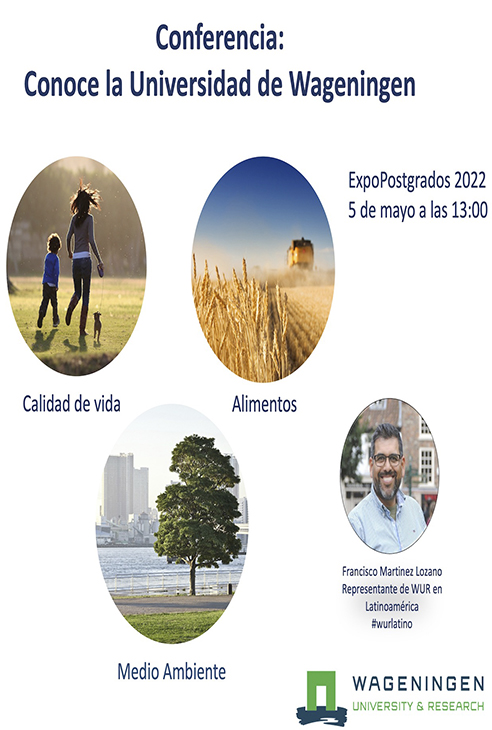 Conferencia:
Conoce la Universidad de Wageningen
ExpoPostgrados 2022
5 de mayo a las 13:00
Calidad de vida
Alimentos
Francisco Martinez Lozano
Representante de WUR en
Latinoamérica
#wurlatino
Medio Ambiente
WAGENINGEN
UNIVERSITY & RESEARCH